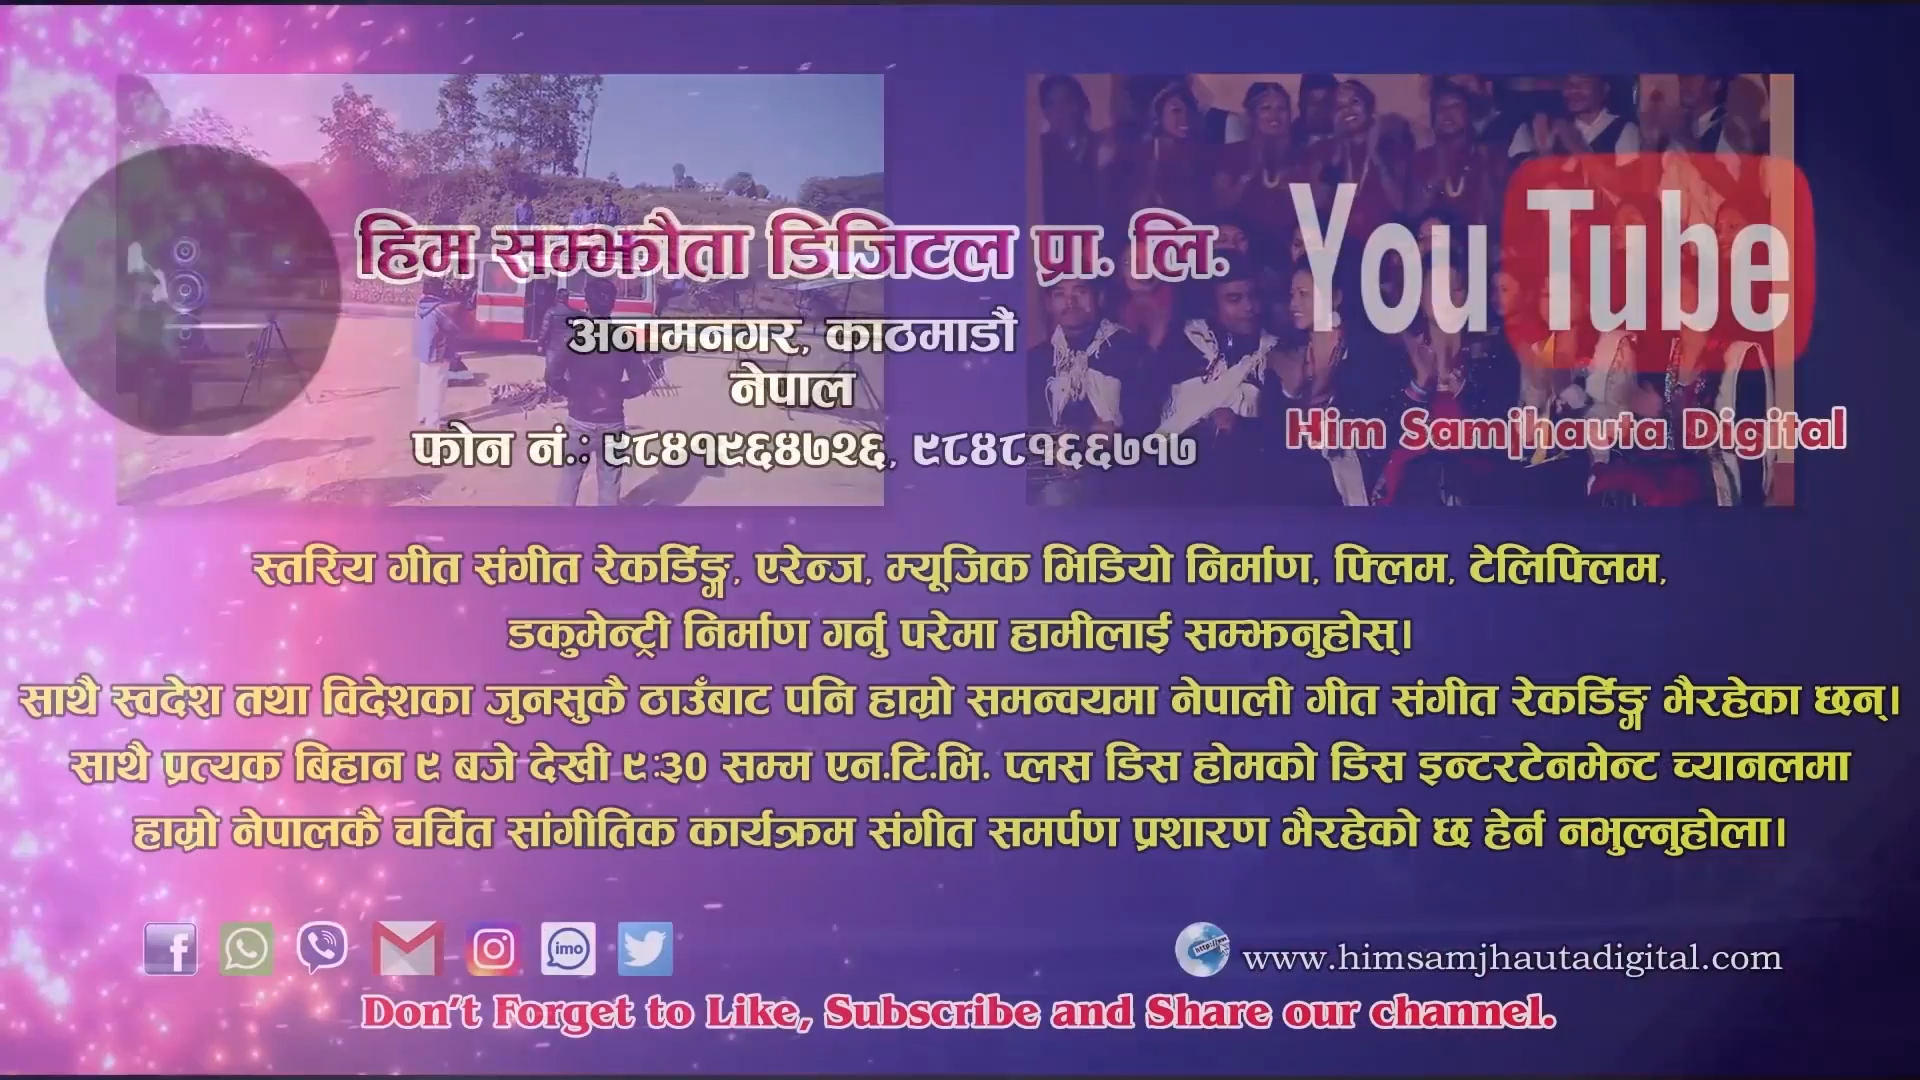 हिम सम्झौता डिजिटल प्रा. लि.
अनामनगर, काठमाडौं
नेपाल
फोन नं.: ९८४१९६४७२६, ९८४८१६६७१७
You Tube
Him Samjhauta Digital
स्तरिय गीत संगीत रेकर्डिङ्ग, एरेन्ज, म्यूजिक भिडियो निर्माण, फ्लिम, टेलिफ्लिम,
डकुमेन्ट्री निर्माण गर्नु परेमा हामीलाई सम्झनुहोस्।
साथै स्वदेश तथा विदेशका जुनसुकै ठाउँबाट पनि हाम्रो समन्वयमा नेपाली गीत संगीत रेकर्डिङ्ग भैरहेका छन्।
साथै प्रत्यक बिहान ९ बजे देखी ९:३० सम्म एन.टि.भि. प्लस डिस होमको डिस इन्टरटेनमेन्ट च्यानलमा
हाम्रो नेपालकै चर्चित सांगीतिक कार्यक्रम संगीत समर्पण प्रशारण भैरहेको छ हेर्न नभुल्नुहोला।
imo
www.himsamjhautadigital.com
Don't Forget to Like, Subscribe and Share our channel.